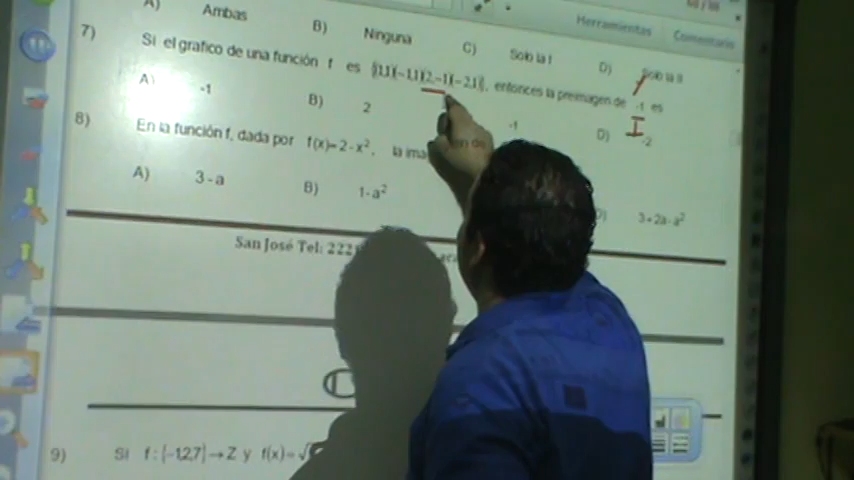 Herramientas Comentario
A) Ambas B) Ninguna C) Solo la I D) Solo la II
7) Si el grafico de una función f es {(1,1)(-1,1)(2,-1)(-2,1)}, entonces la preimagen de -1 es
A) -1 B) 2 -1 D) -2
8) En la función f, dada por f(x)=2-x², la
A) 3-a B) 1-a² D) 3+2a-a²
San José Tel: 222
9) Si f:{-1,2,7}→Z y f(x)=√